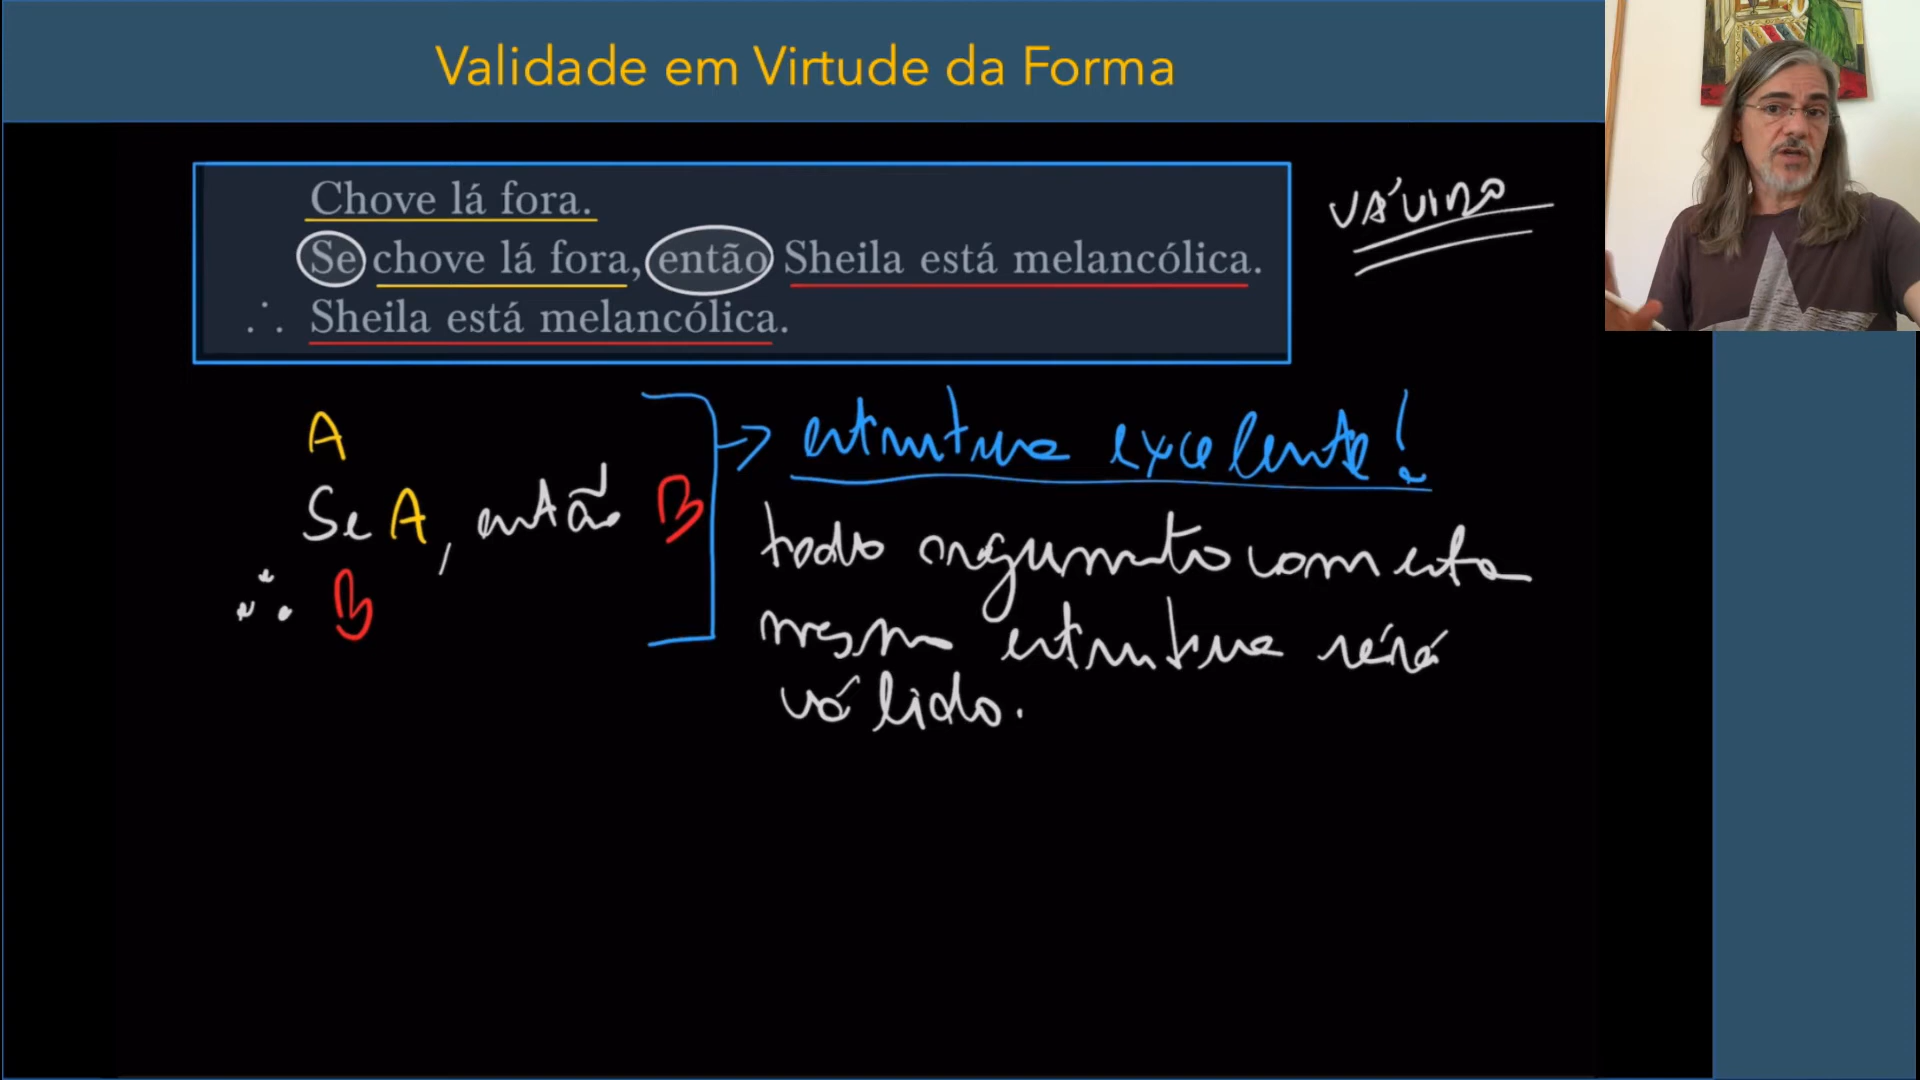 Validade em Virtude da Forma
Chove lá fora.
Se chove lá fora, então Sheila está melancólica.
∴ Sheila está melancólica.
VÁLIDO
A
Se A, então B
∴ B
→ estrutura excelente!
todo argumento com esta
mesma estrutura será
válido.